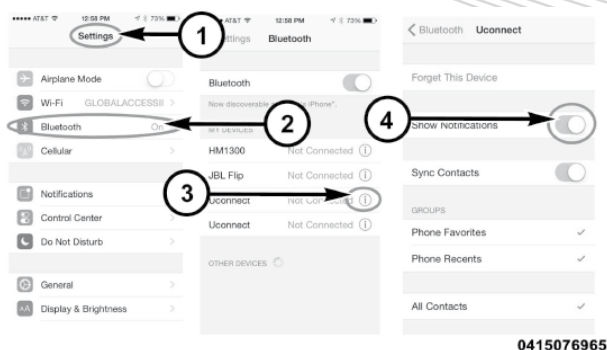 AT&T 12:58 PM 73%
Settings
1
Airplane Mode
Wi-Fi GLOBALACCESSII
Bluetooth On
2
Cellular
Notifications
Control Center
Do Not Disturb
General
Display & Brightness
AT&T 12:58 PM 73%
Settings Bluetooth
Bluetooth
Now discoverable iPhone".
MY DEVICES
HM1300 Not Connected
JBL Flip Not Connected
3
Uconnect Not Connected
Uconnect Not Connected
OTHER DEVICES
Bluetooth Uconnect
Forget This Device
4
Show Notifications
Sync Contacts
GROUPS
Phone Favorites
Phone Recents
All Contacts
0415076965